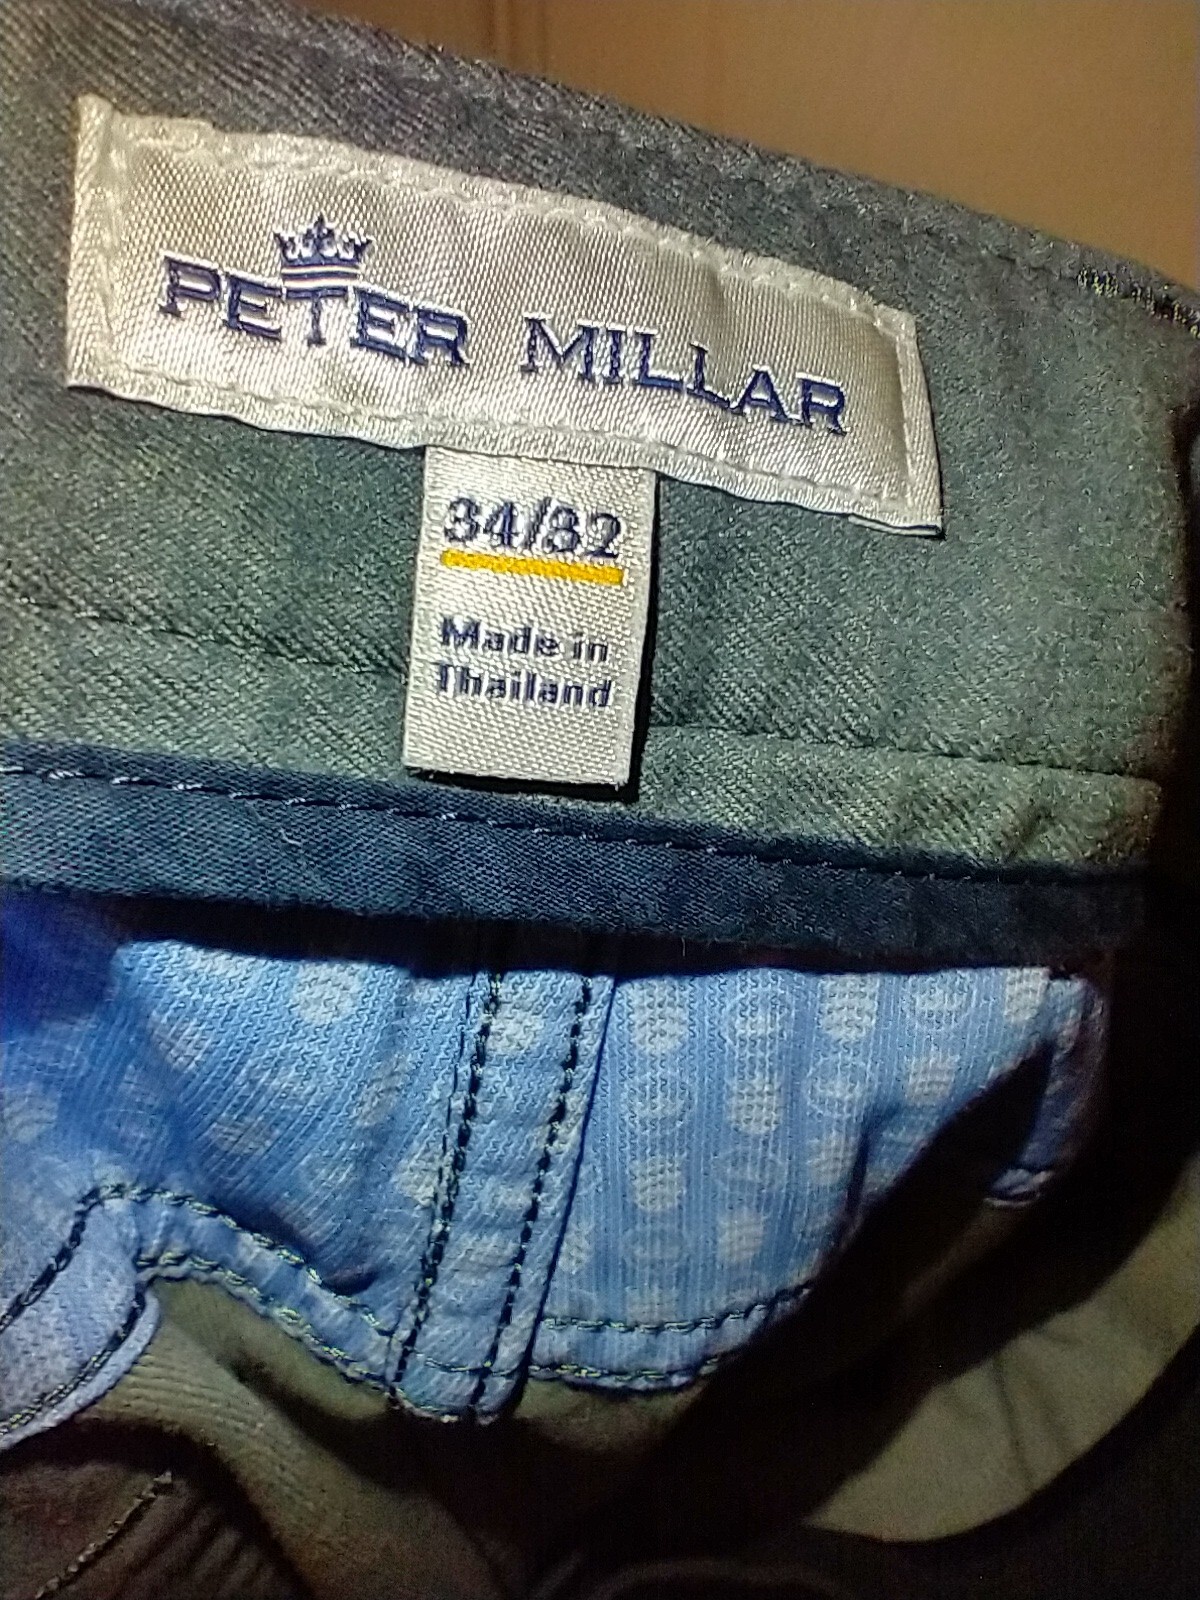 PETER MILLAR
34/32
Made in
Thailand